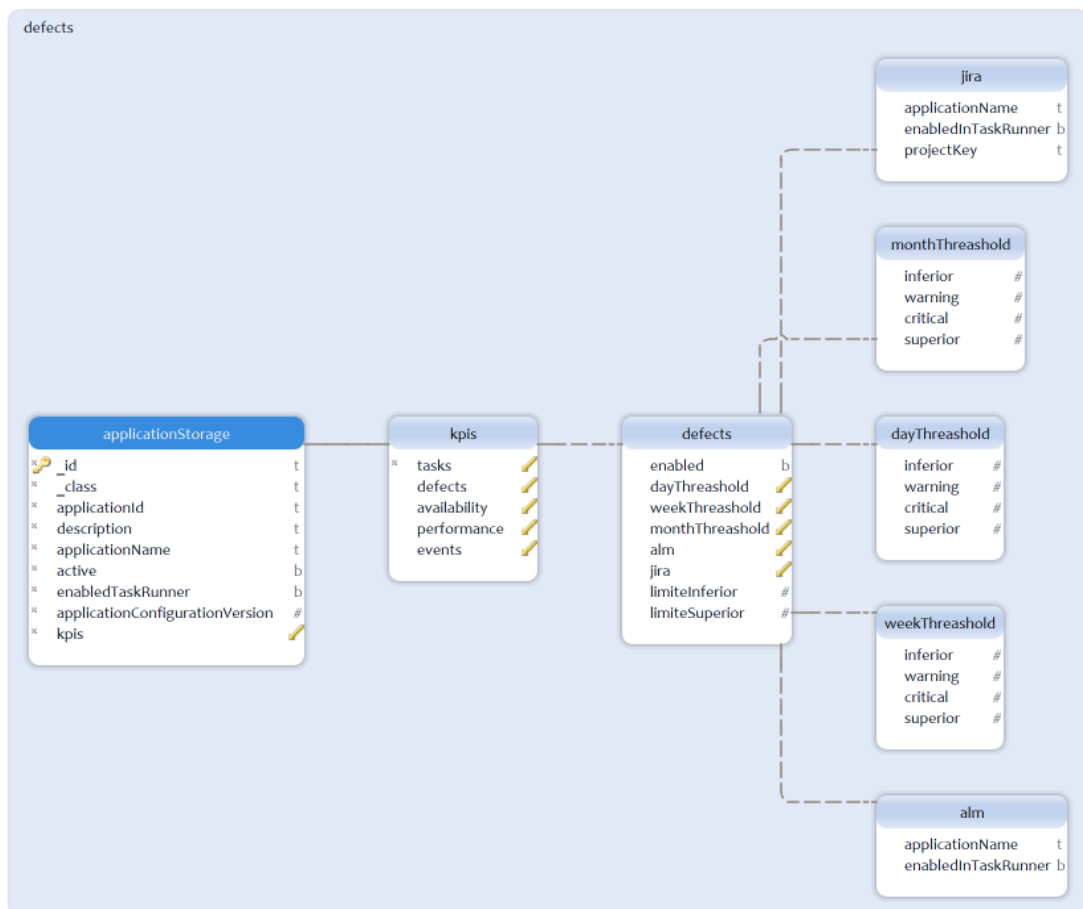 defects
jira
applicationName t
enabledInTaskRunner b
projectKey t
monthThreashold
inferior #
warning #
critical #
superior #
applicationStorage
_id t
_class t
applicationId t
description t
applicationName t
active b
enabledTaskRunner b
applicationConfigurationVersion #
kpis
kpis
tasks
defects
availability
performance
events
defects
enabled b
dayThreashold
weekThreashold
monthThreashold
alm
jira
limiteInferior #
limiteSuperior #
dayThreashold
inferior #
warning #
critical #
superior #
weekThreashold
inferior #
warning #
critical #
superior #
alm
applicationName t
enabledInTaskRunner b